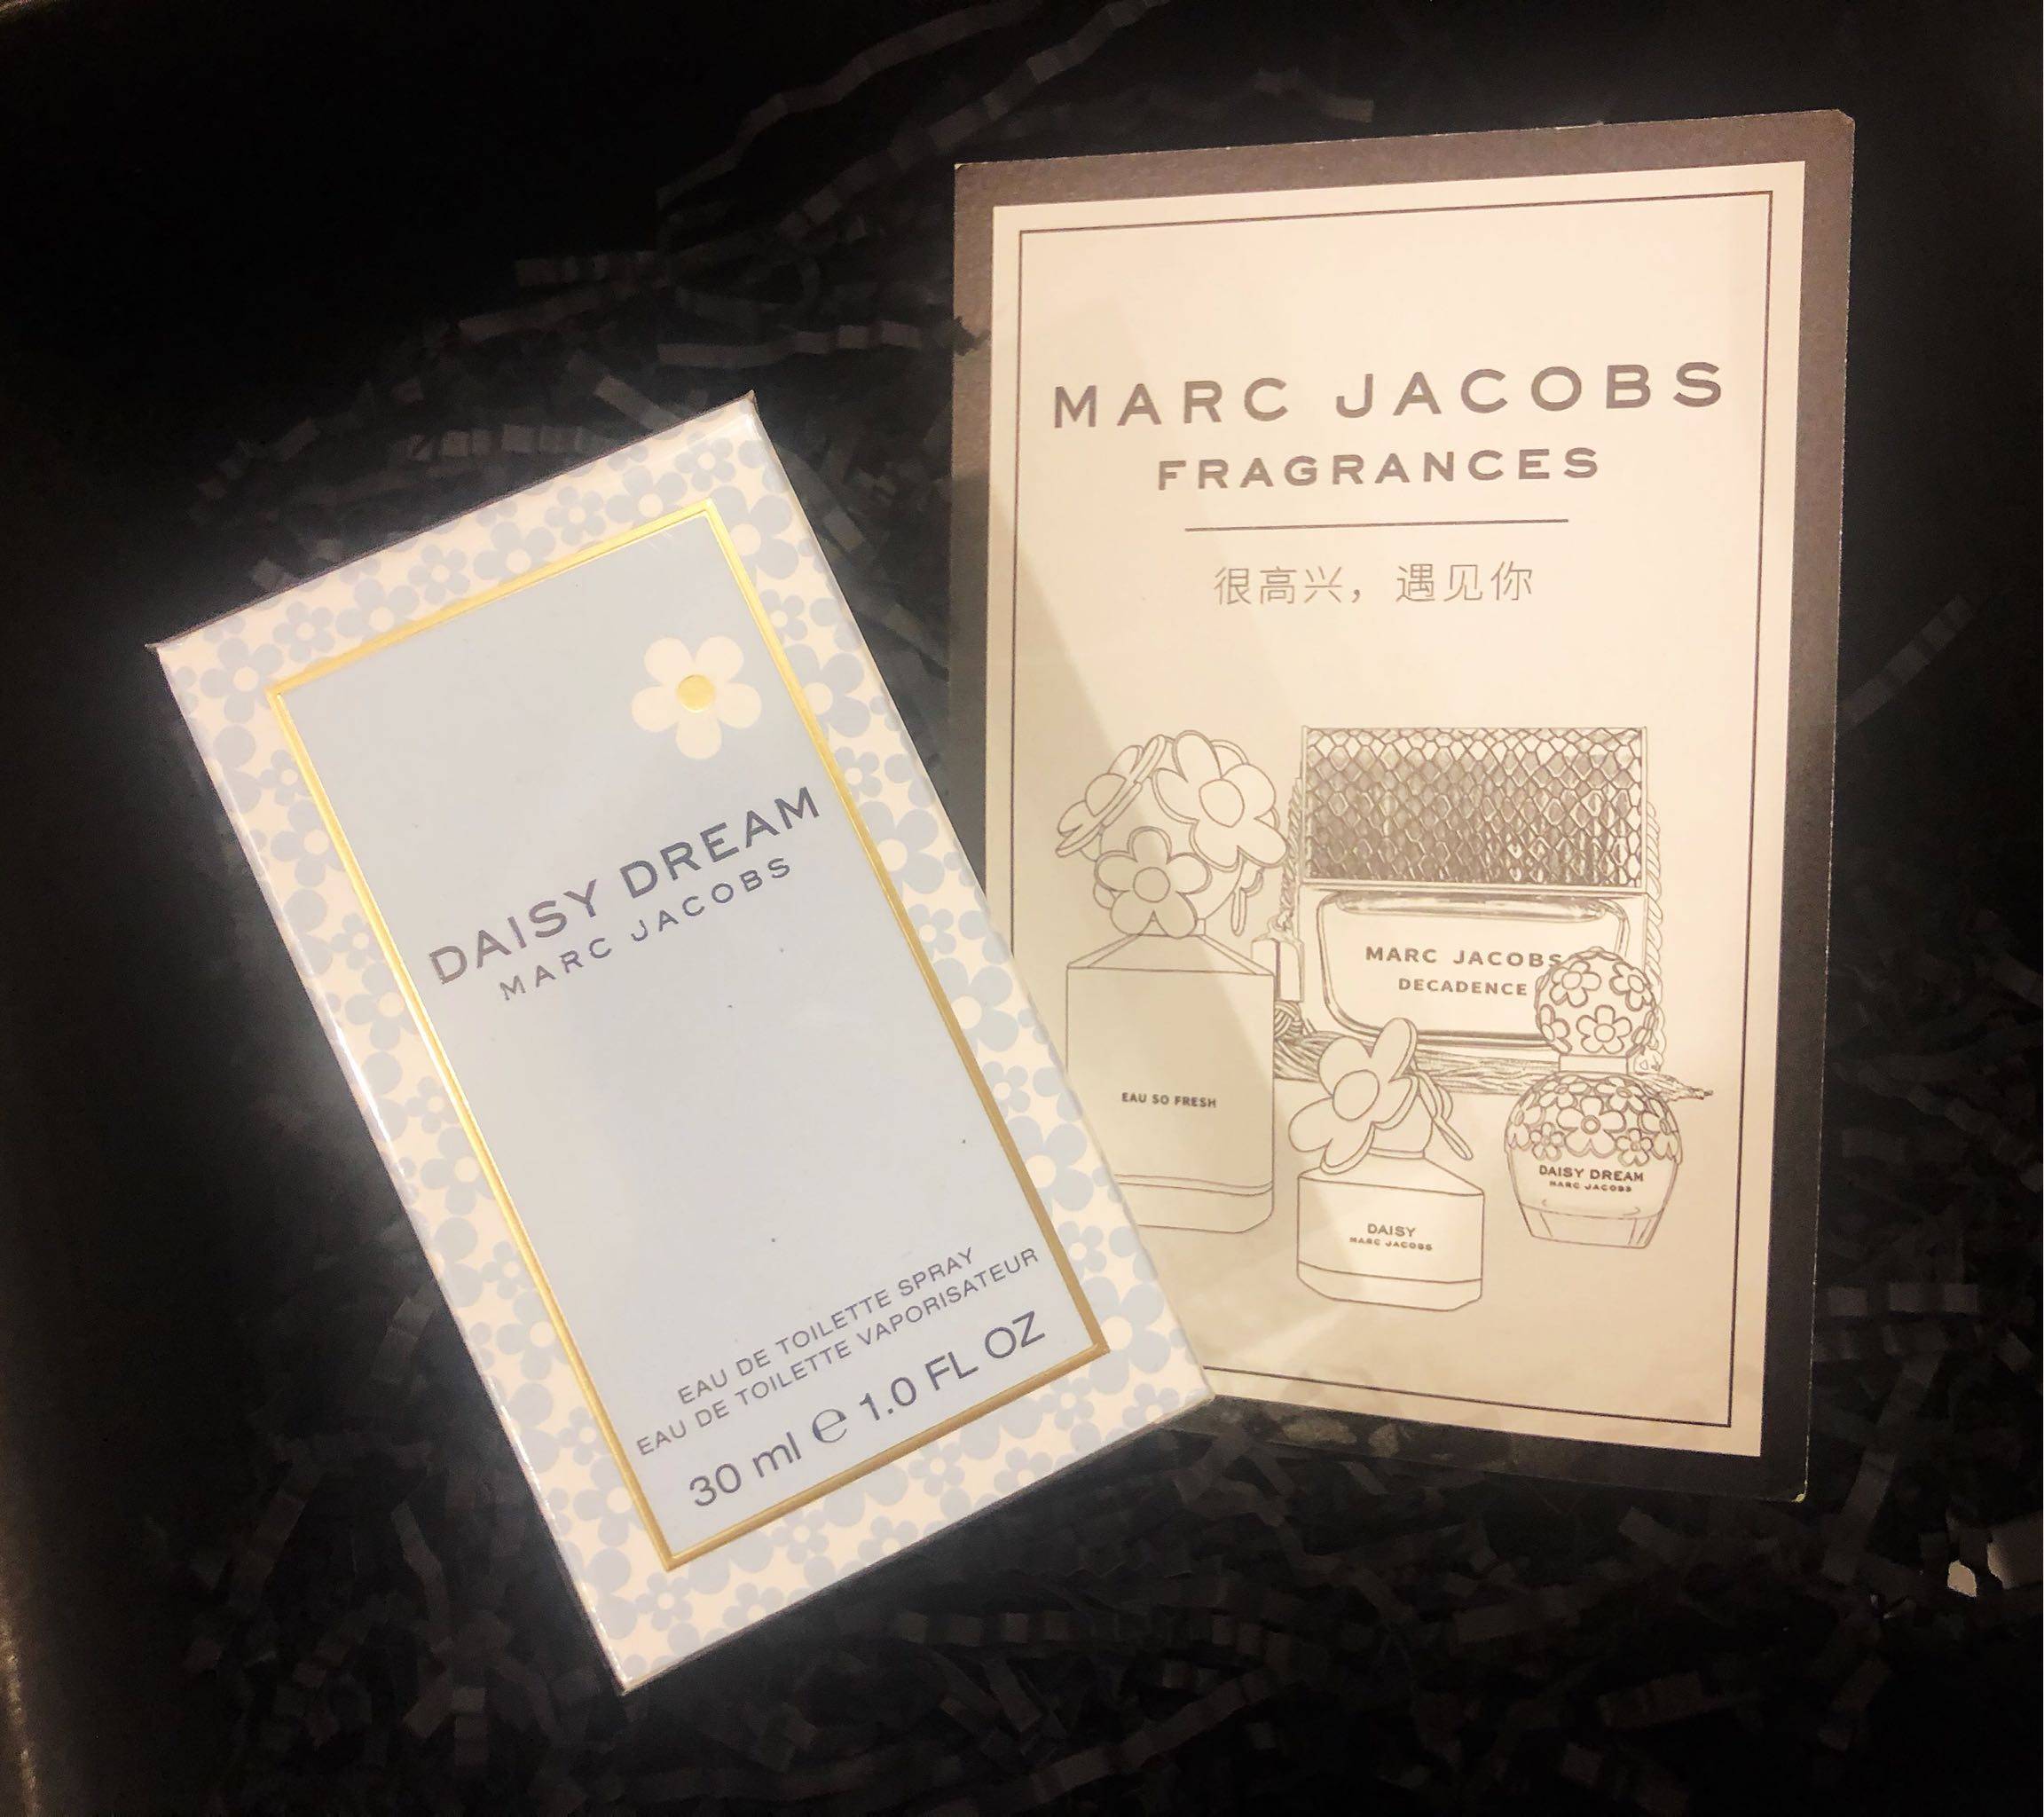 DAISY DREAM
MARC JACOBS
EAU DE TOILETTE SPRAY
EAU DE TOILETTE VAPORISATEUR
30 ml ℮ 1.0 FL OZ
MARC JACOBS
FRAGRANCES
很高兴，遇见你
MARC JACOBS
DECADENCE
EAU SO FRESH
DAISY
MARC JACOBS
DAISY DREAM
MARC JACOBS